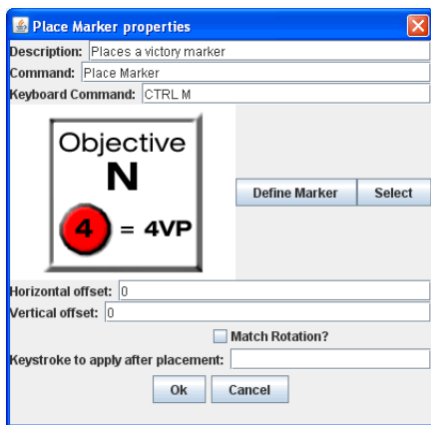 Place Marker properties
Description: Places a victory marker
Command: Place Marker
Keyboard Command: CTRL M
Objective
N
4 = 4VP
Define Marker Select
Horizontal offset: 0
Vertical offset: 0
Match Rotation?
Keystroke to apply after placement:
Ok Cancel